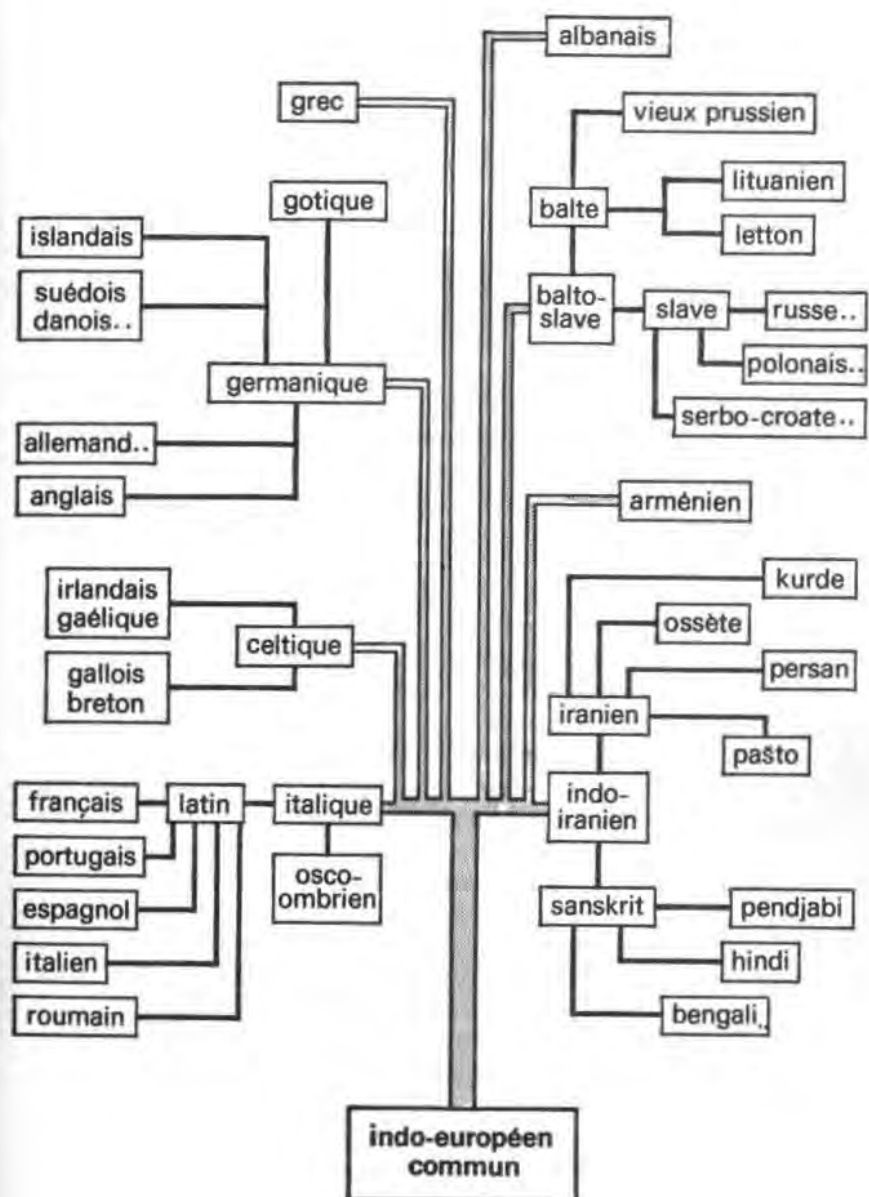 albanais
grec
vieux prussien
gotique
lituanien
balte
letton
islandais
suédois
danois..
balto-
slave
slave
russe..
germanique
polonais..
serbo-croate..
allemand..
anglais
arménien
irlandais
gaélique
kurde
ossète
celtique
gallois
breton
persan
iranien
pašto
français
latin
italique
indo-
iranien
portugais
osco-
ombrien
espagnol
sanskrit
pendjabi
italien
hindi
roumain
bengali..
indo-européen
commun